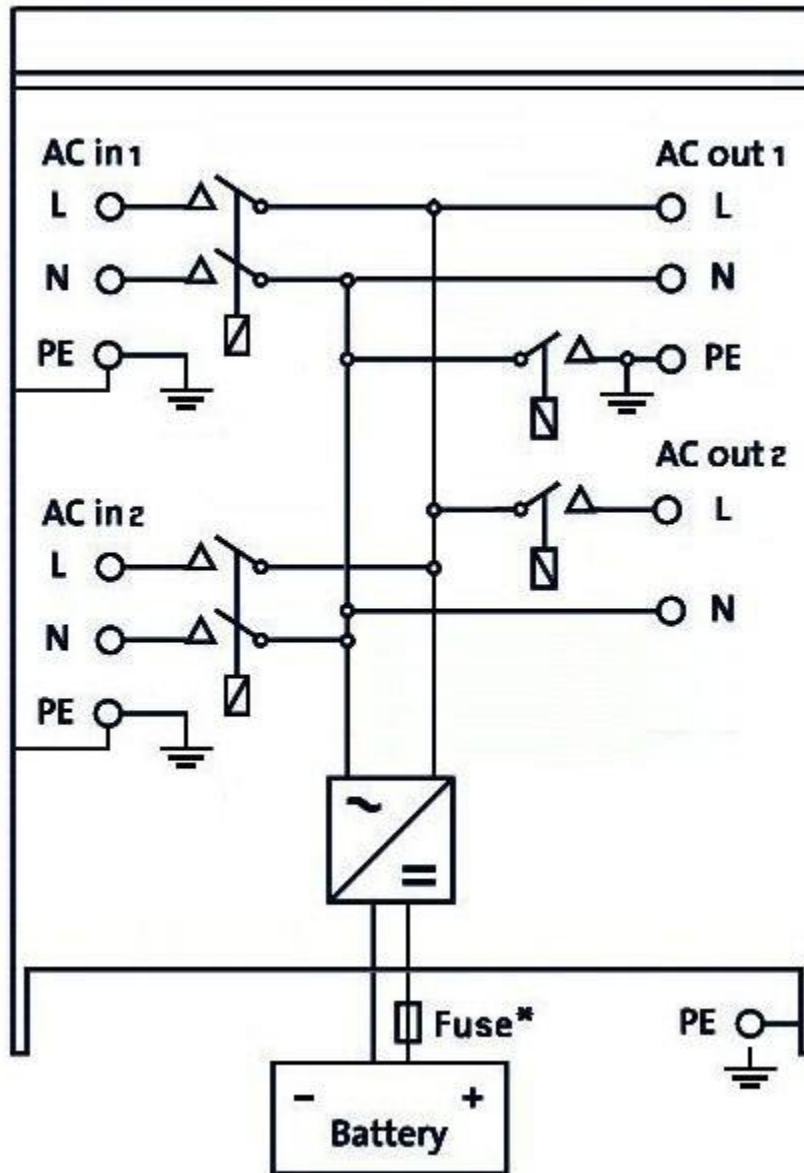 AC in 1
AC out 1
L
L
N
N
PE
PE
AC out 2
AC in 2
L
L
N
N
PE
Fuse*
PE
- +
Battery